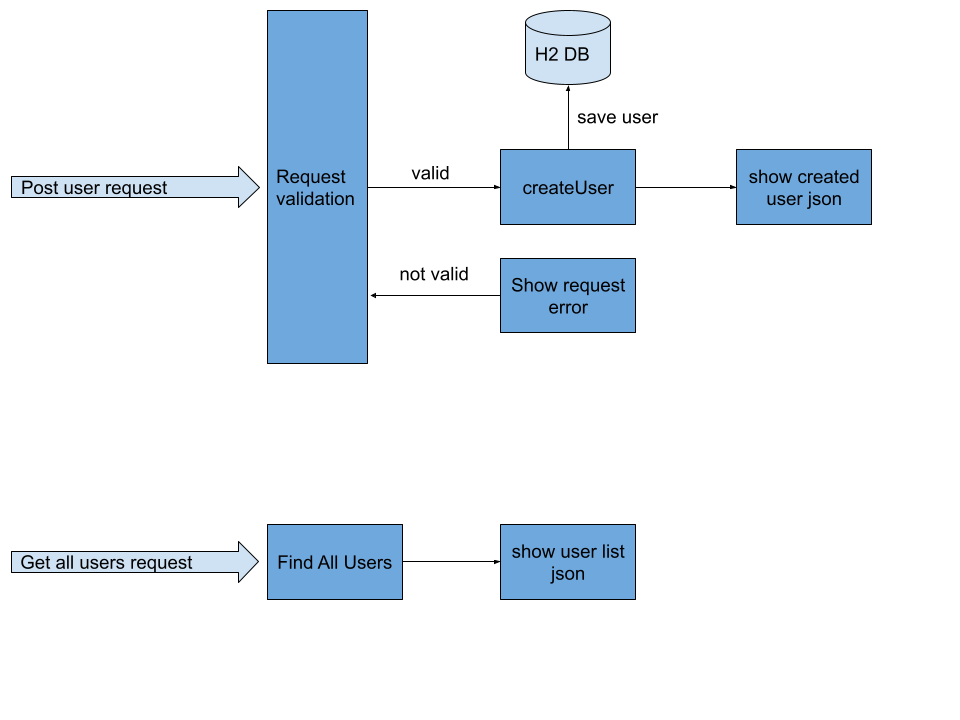 H2 DB
save user
Post user request
Request
validation
valid
createUser
show created
user json
not valid
Show request
error
Get all users request
Find All Users
show user list
json